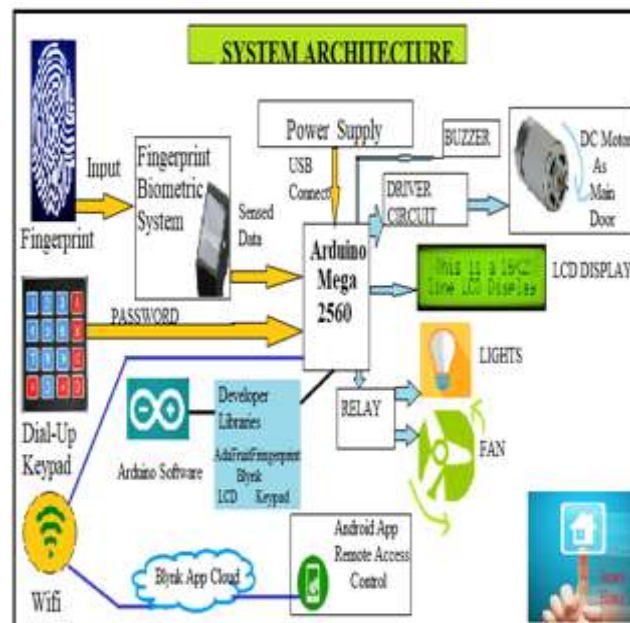 SYSTEM ARCHITECTURE
Power Supply
BUZZER
DC Motor
As
Main
Door
Input
Fingerprint
Biometric
System
USB
Connect
DRIVER
CIRCUIT
Fingerprint
Sensed
Data
Arduino
Mega
2560
This is a 16X2
line LCD Display
LCD DISPLAY
PASSWORD
LIGHTS
Dial-Up
Keypad
Developer
Libraries
RELAY
FAN
Arduino Software
Blynk
LCD Keypad
Android App
Remote Access
Control
Blynk App Cloud
Wifi